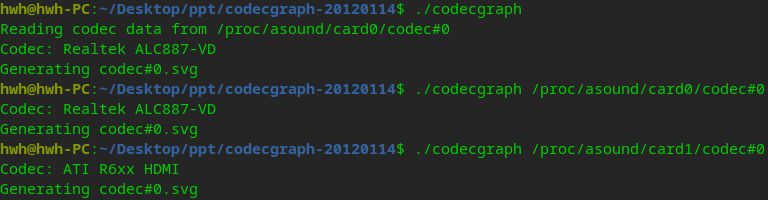 hwh@hwh-PC:~/Desktop/ppt/codecgraph-20120114$ ./codecgraph
Reading codec data from /proc/asound/card0/codec#0
Codec: Realtek ALC887-VD
Generating codec#0.svg
hwh@hwh-PC:~/Desktop/ppt/codecgraph-20120114$ ./codecgraph /proc/asound/card0/codec#0
Codec: Realtek ALC887-VD
Generating codec#0.svg
hwh@hwh-PC:~/Desktop/ppt/codecgraph-20120114$ ./codecgraph /proc/asound/card1/codec#0
Codec: ATI R6xx HDMI
Generating codec#0.svg